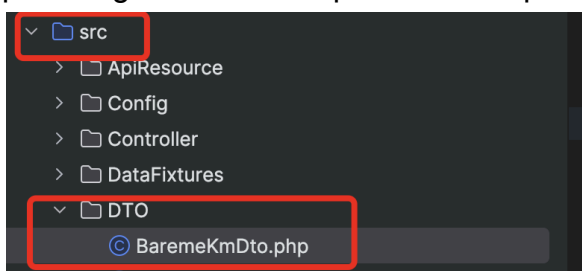 src
ApiResource
Config
Controller
DataFixtures
DTO
BaremeKmDto.php